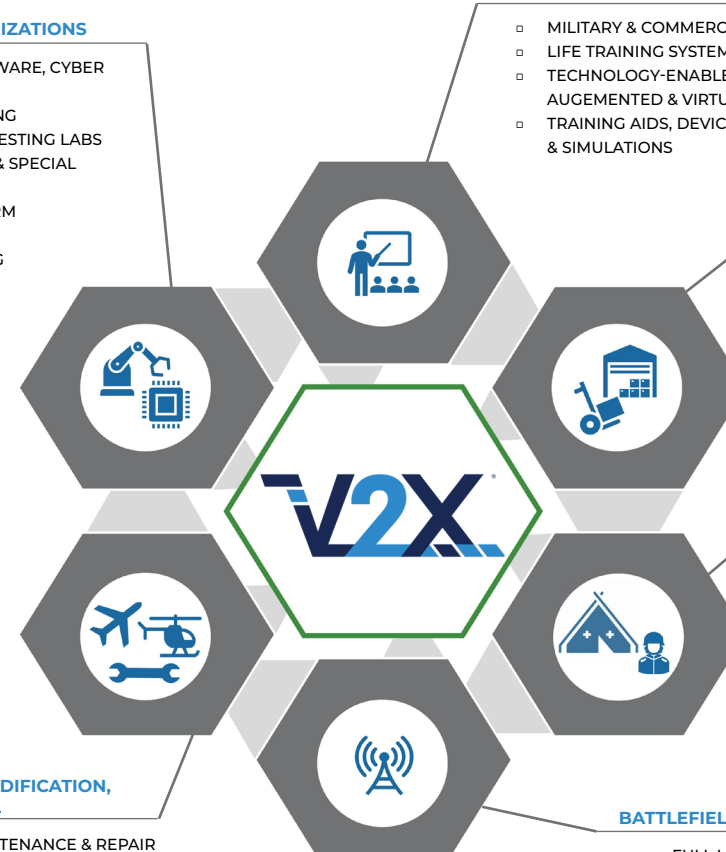 IZATIONS
WARE, CYBER
NG
ESTING LABS
& SPECIAL
RM
G
▫ MILITARY & COMMERC
▫ LIFE TRAINING SYSTEM
▫ TECHNOLOGY-ENABLE
AUGEMENTED & VIRTU
▫ TRAINING AIDS, DEVIC
& SIMULATIONS
V2X
DIFICATION,
TENANCE & REPAIR
BATTLEFIEL